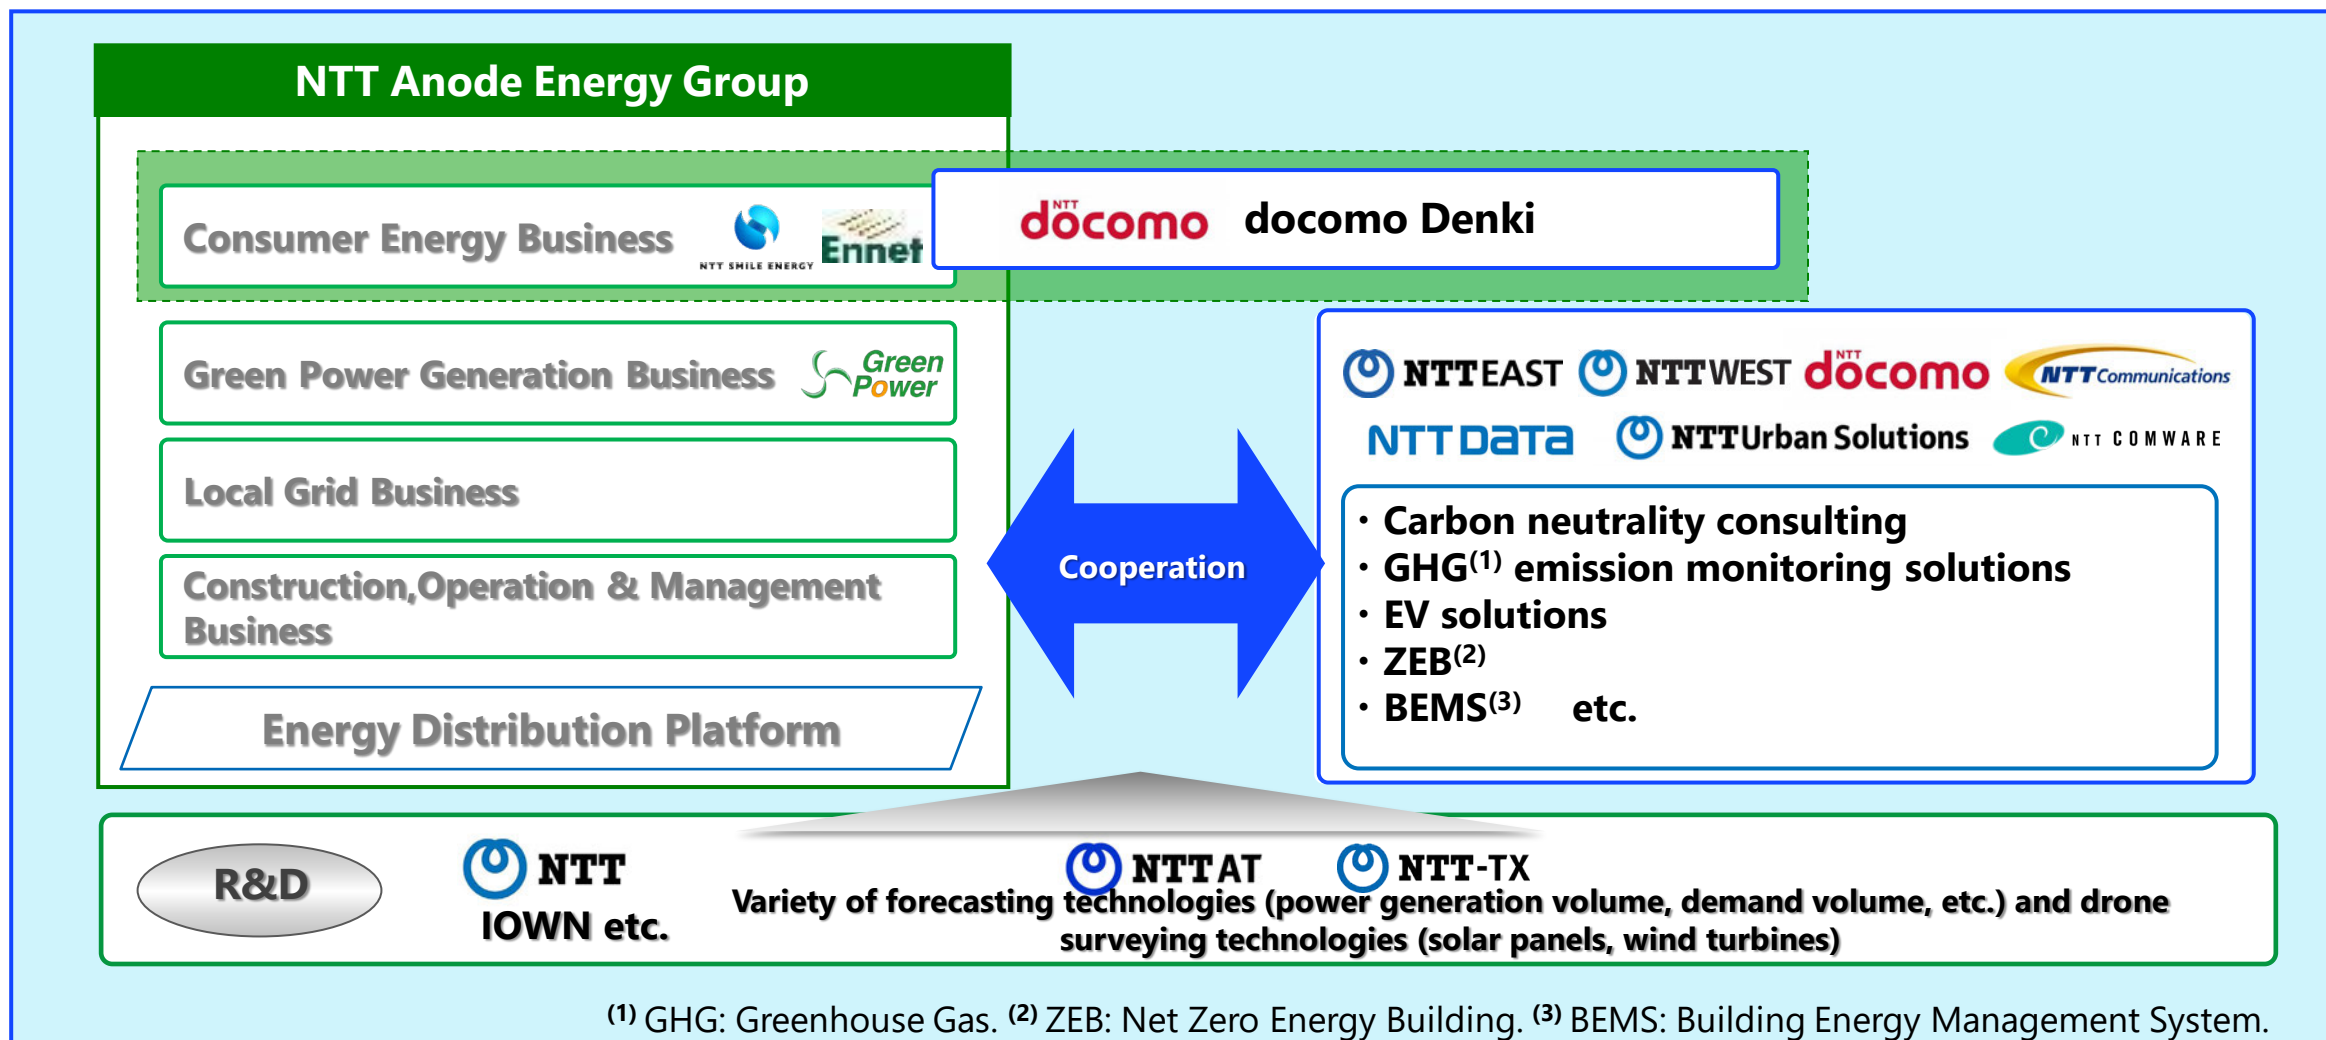 NTT Anode Energy Group
Consumer Energy Business
NTT SMILE ENERGY
Ennet
NTT docomo docomo Denki
Green Power Generation Business
Green
Power
Local Grid Business
Construction,Operation & Management
Business
Energy Distribution Platform
Cooperation
NTT EAST NTT WEST NTT docomo NTT Communications
NTT DATA NTT Urban Solutions NTT COMWARE
・Carbon neutrality consulting
・GHG(1) emission monitoring solutions
・EV solutions
・ZEB(2)
・BEMS(3) etc.
R&D
NTT
IOWN etc.
NTT AT NTT-TX
Variety of forecasting technologies (power generation volume, demand volume, etc.) and drone
surveying technologies (solar panels, wind turbines)
(1) GHG: Greenhouse Gas. (2) ZEB: Net Zero Energy Building. (3) BEMS: Building Energy Management System.